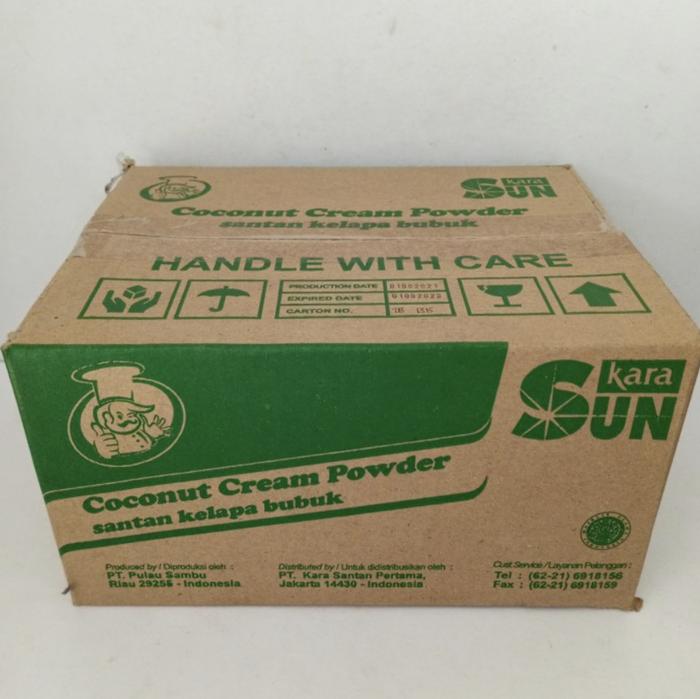 kara
SUN
Coconut Cream Powder
santan kelapa bubuk
HANDLE WITH CARE
PRODUCTION DATE
EXPIRED DATE
CARTON NO.
kara
SUN
Coconut Cream Powder
santan kelapa bubuk
Produced by / Diproduksi oleh :
PT. Pulau Sambu
Riau 29255 - Indonesia
Distributed by / Untuk didistribusikan oleh :
PT. Kara Santan Pertama,
Jakarta 14430 - Indonesia
Cust Service / Layanan Pelanggan :
Tel : (62-21) 6918156
Fax : (62-21) 6918159